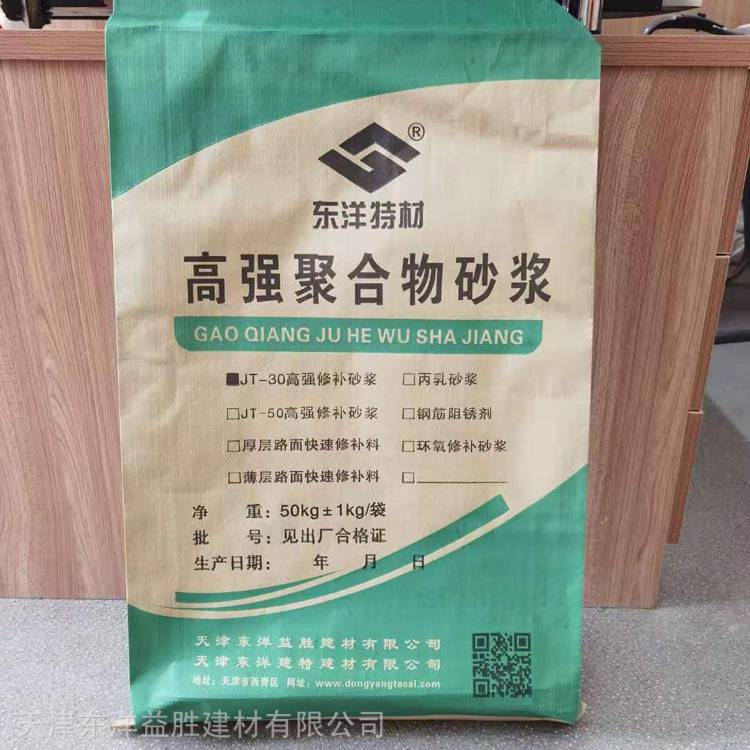 ®
东洋特材
高强聚合物砂浆
GAO QIANG JU HE WU SHA JIANG
■JT-30高强修补砂浆 □丙乳砂浆
□JT-50高强修补砂浆 □钢筋阻锈剂
□厚层路面快速修补料 □环氧修补砂浆
□薄层路面快速修补料 □________
净 重：50kg±1kg/袋
批 号：见出厂合格证
生产日期： 年 月 日
天津东洋益胜建材有限公司
天津东洋建特建材有限公司
地址：天津市西青区 网址：www.dongyangtecai.com
天津东洋益胜建材有限公司